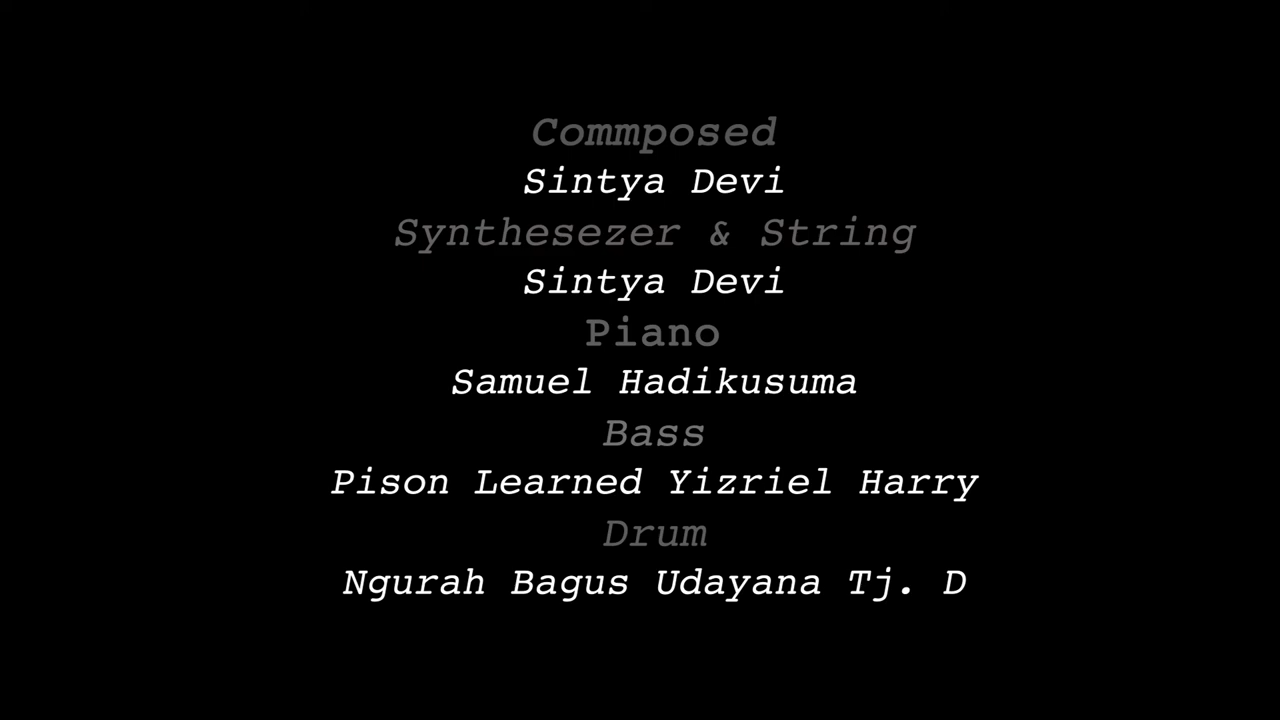 Commposed
Sintya Devi
Synthesezer & String
Sintya Devi
Piano
Samuel Hadikusuma
Bass
Pison Learned Yizriel Harry
Drum
Ngurah Bagus Udayana Tj. D